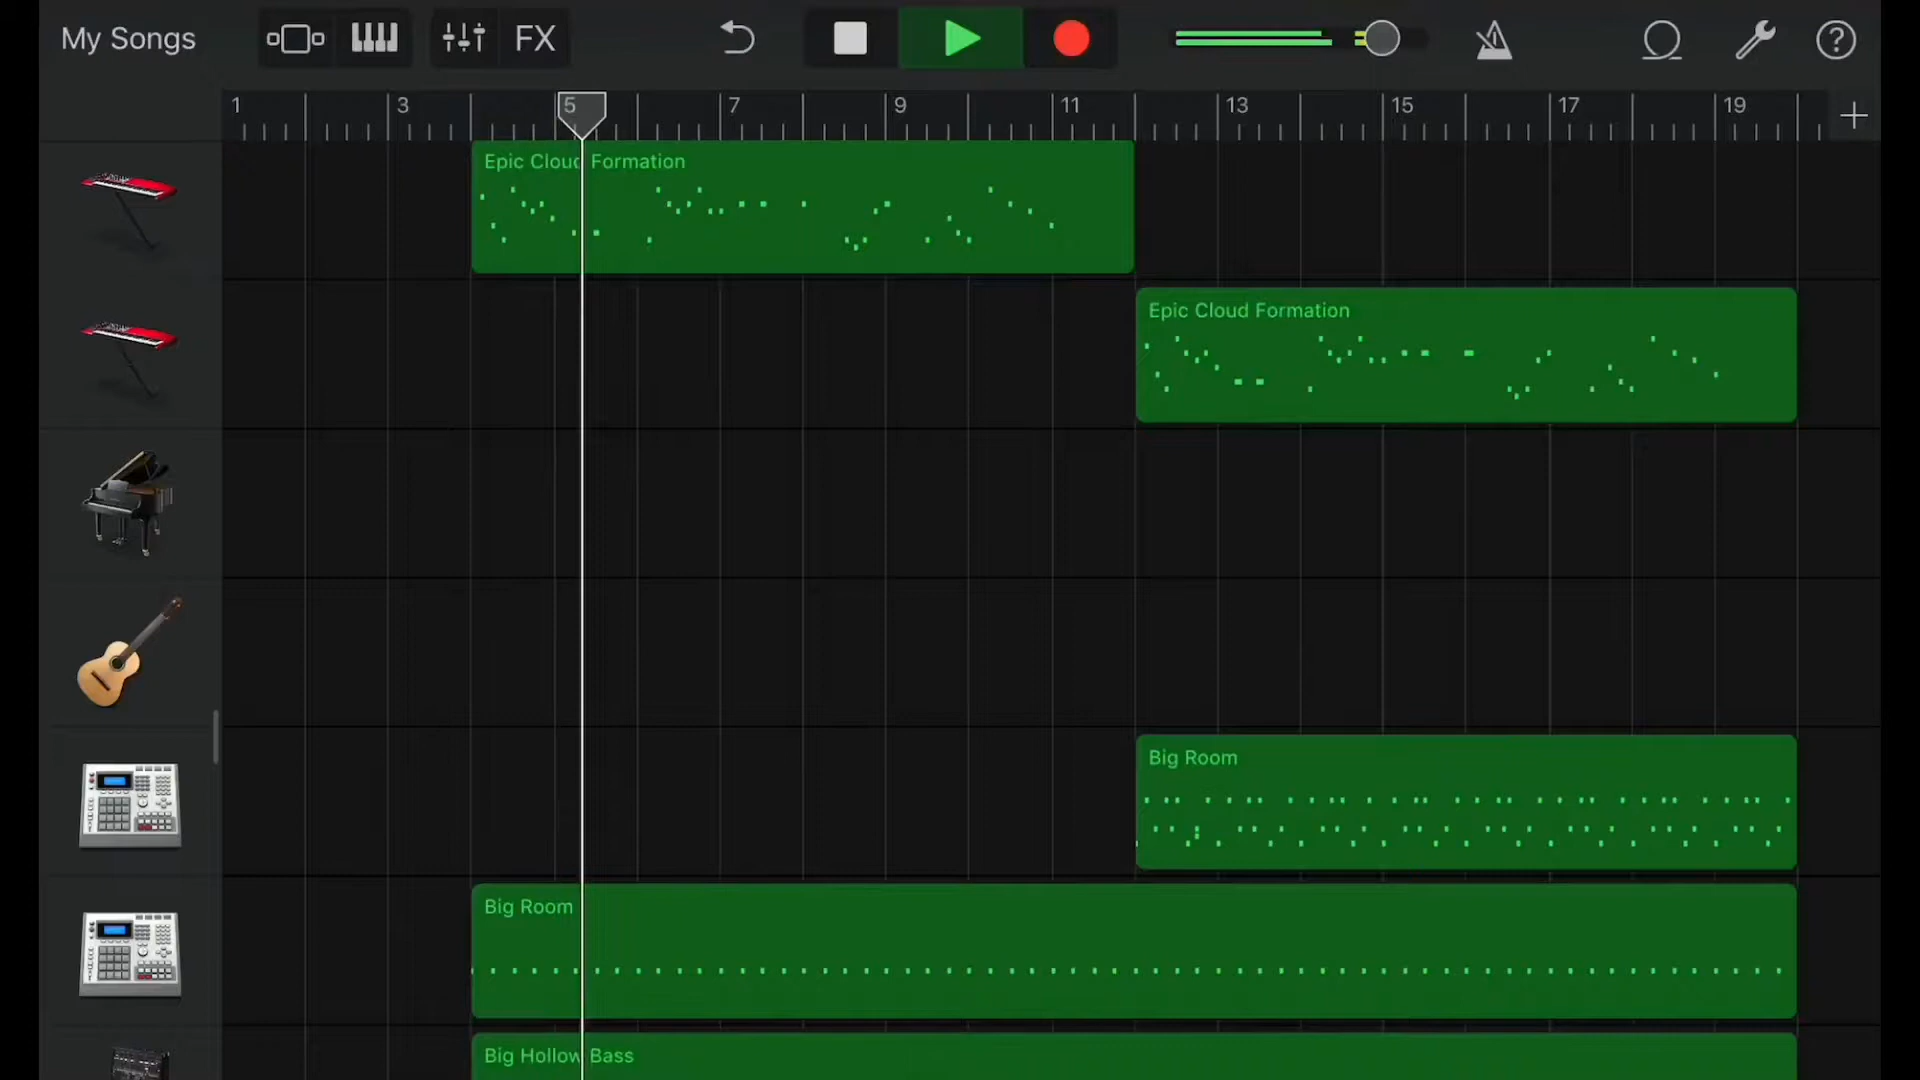 My Songs FX ?
1 3 5 7 9 11 13 15 17 19 +
Epic Cloud Formation
Epic Cloud Formation
Big Room
Big Room
Big Hollow Bass